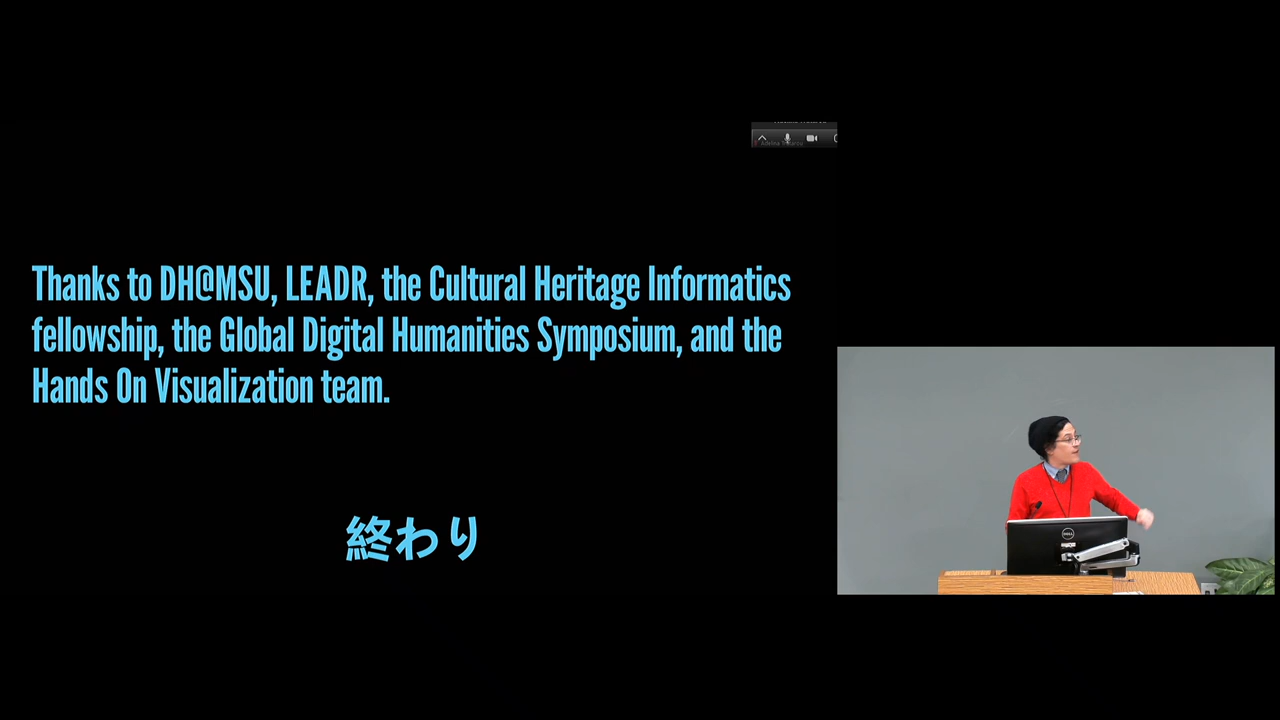 Thanks to DH@MSU, LEADR, the Cultural Heritage Informatics
fellowship, the Global Digital Humanities Symposium, and the
Hands On Visualization team.
終わり
DELL